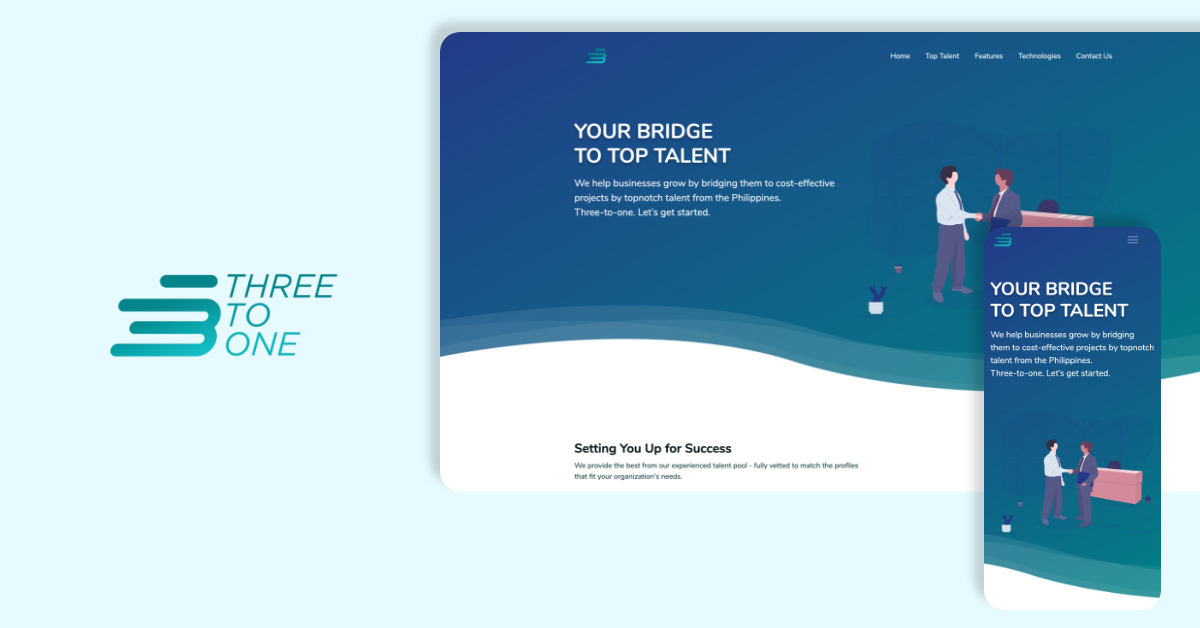 THREE
TO
ONE
Home Top Talent Features Technologies Contact Us
YOUR BRIDGE
TO TOP TALENT
We help businesses grow by bridging them to cost-effective
projects by topnotch talent from the Philippines.
Three-to-one. Let's get started.
Setting You Up for Success
We provide the best from our experienced talent pool - fully vetted to match the profiles
that fit your organization's needs.
YOUR BRIDGE
TO TOP TALENT
We help businesses grow by bridging
them to cost-effective projects by topnotch
talent from the Philippines.
Three-to-one. Let's get started.